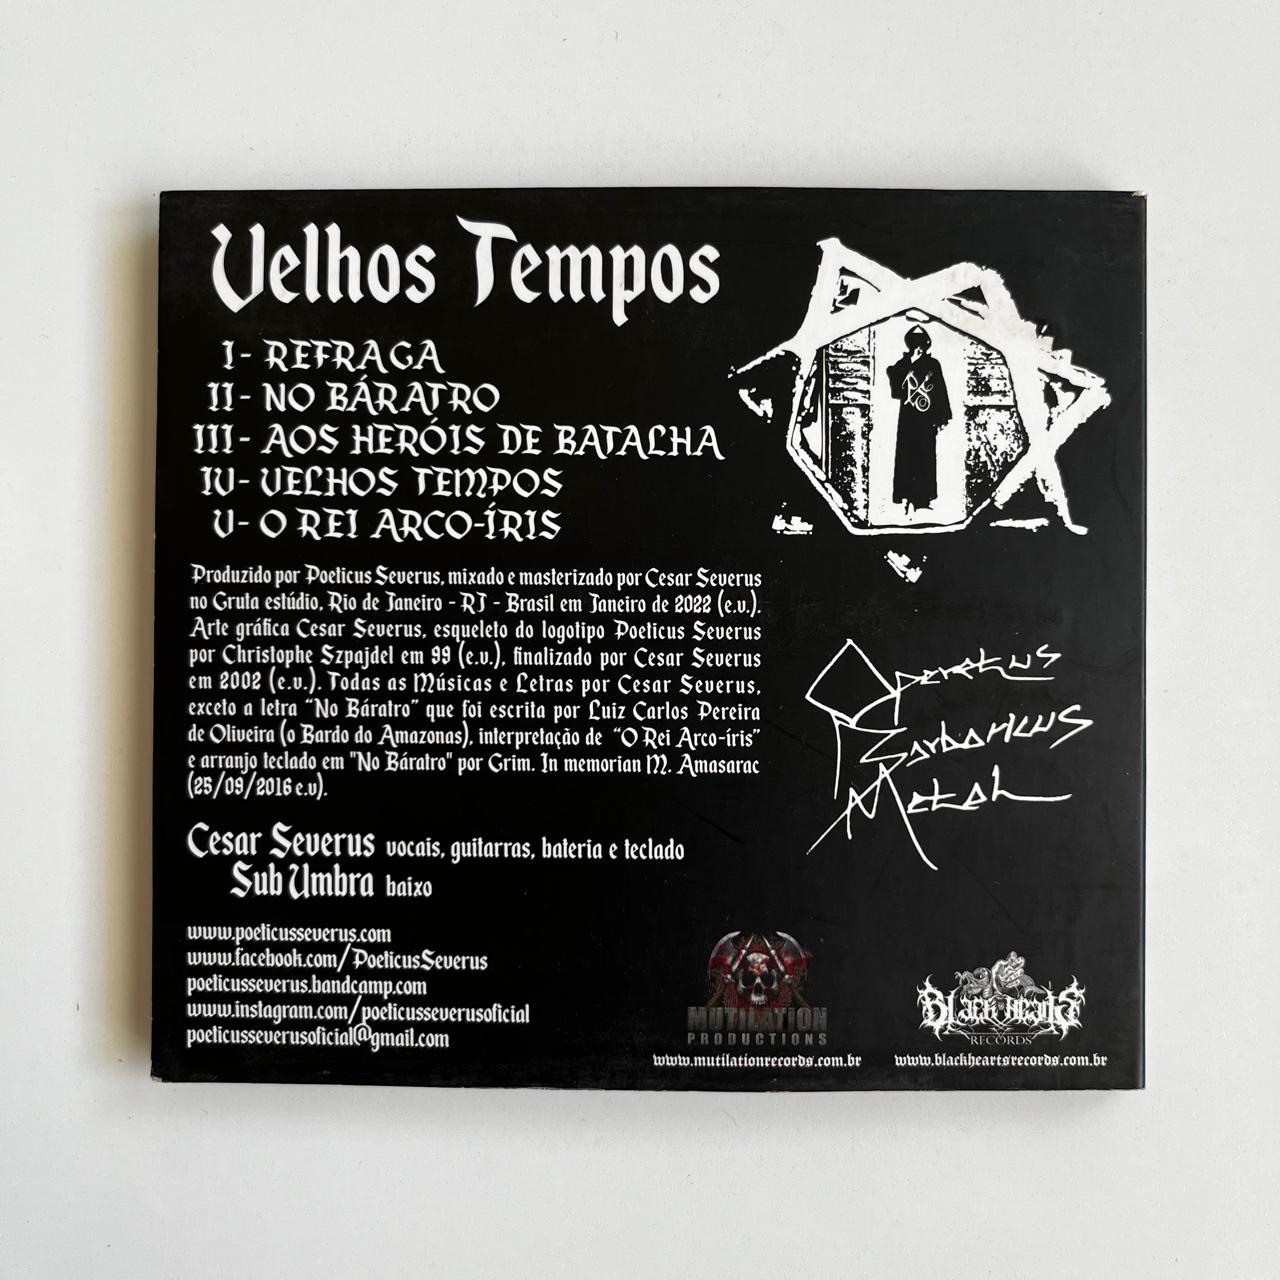 Velhos Tempos
I - REFRAGA
II - NO BÁRATRO
III - AOS HERÓIS DE BATALHA
IV - VELHOS TEMPOS
V - O REI ARCO-ÍRIS
Produzido por Poeticus Severus, mixado e masterizado por Cesar Severus
no Gruta estúdio, Rio de Janeiro - RJ - Brasil em Janeiro de 2022 (e.v.).
Arte gráfica Cesar Severus, esqueleto do logotipo Poeticus Severus
por Christophe Szpajdel em 99 (e.v.), finalizado por Cesar Severus
em 2002 (e.v.). Todas as Músicas e Letras por Cesar Severus,
exceto a letra "No Báratro" que foi escrita por Luiz Carlos Pereira
de Oliveira (o Bardo do Amazonas), interpretação de "O Rei Arco-íris"
e arranjo teclado em "No Báratro" por Grim. In memorian M. Amasarac
(25/09/2016 e.v).
Cesar Severus vocais, guitarras, bateria e teclado
Sub Umbra baixo
www.poeticusseverus.com
www.facebook.com/PoeticusSeverus
poeticusseverus.bandcamp.com
www.instagram.com/poeticusseverusoficial
poeticusseverusoficial@gmail.com
PS
Operatus
Barbaricus
Metal
MUTILATION
PRODUCTIONS
www.mutilationrecords.com.br
BLACK HEARTS
RECORDS
www.blackheartsrecords.com.br